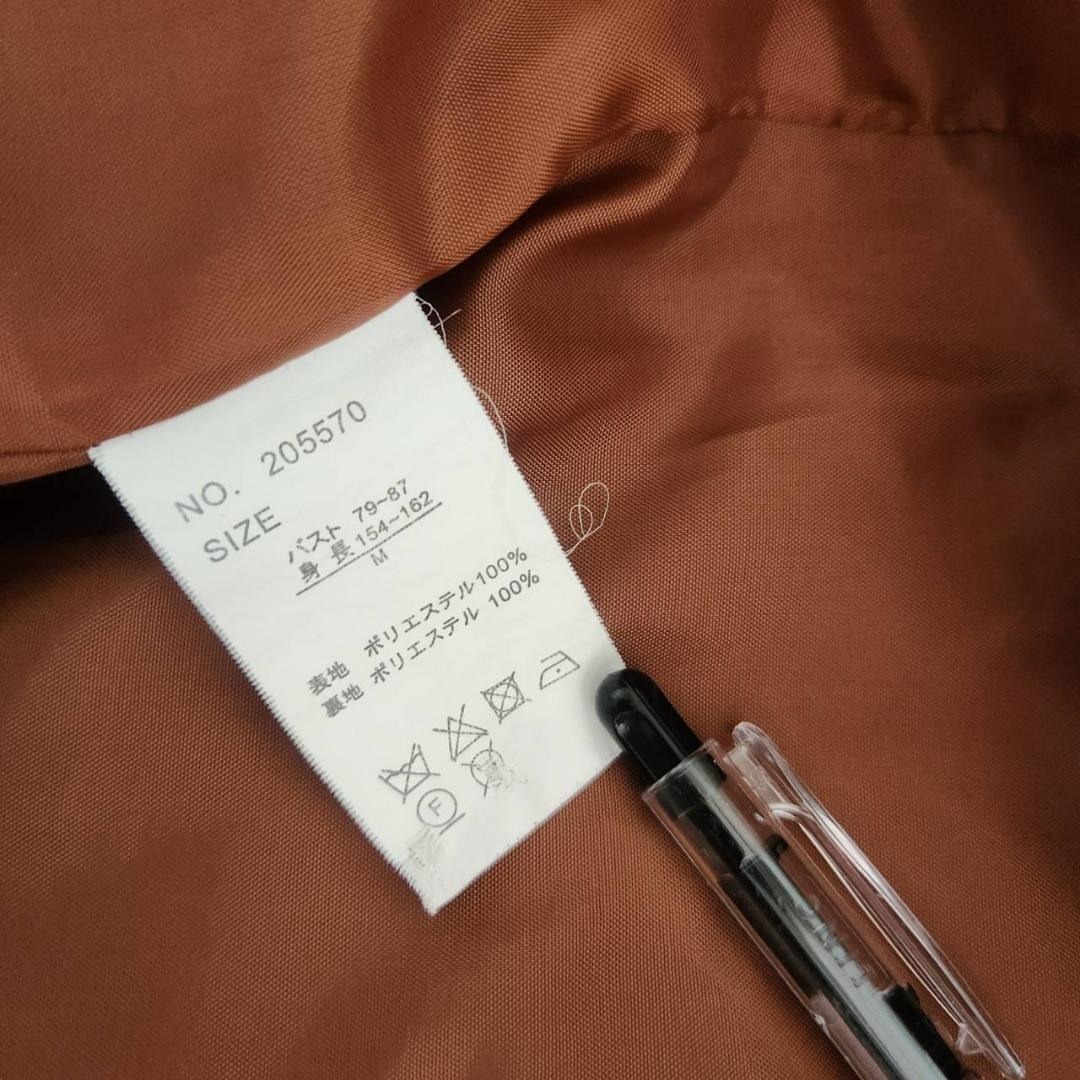 NO. 205570
SIZE
バスト 79~87
身 長 154~162
M
表地 ポリエステル100%
裏地 ポリエステル 100%
F